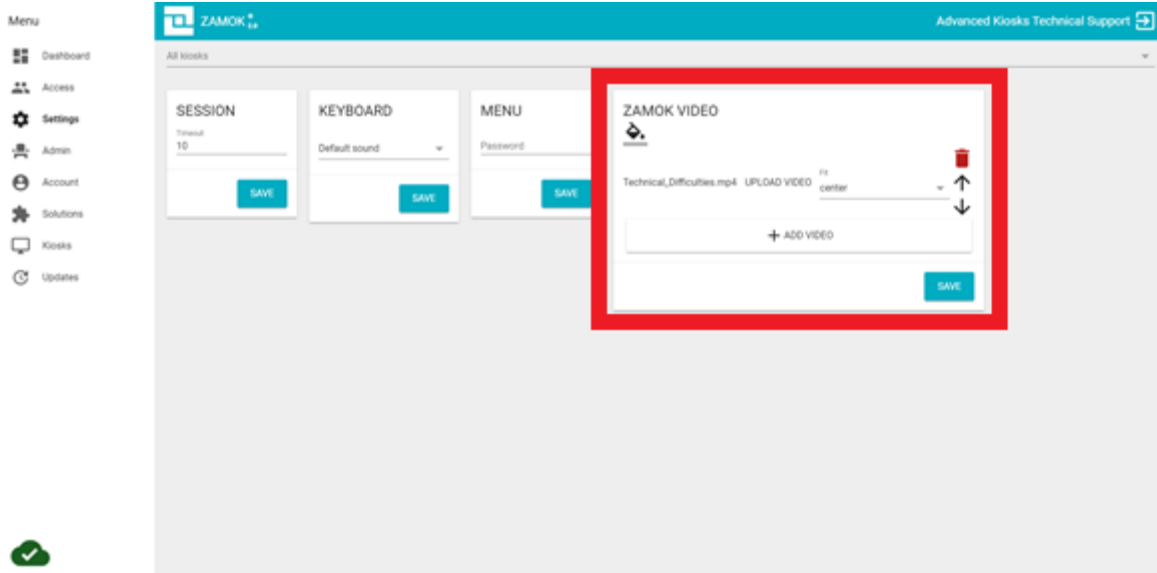 Menu
ZAMOK
Advanced Kiosks Technical Support
Dashboard
Access
Settings
Admin
Account
Solutions
Kiosks
Updates
All kiosks
SESSION
Timeout
10
SAVE
KEYBOARD
Default sound
SAVE
MENU
Password
SAVE
ZAMOK VIDEO
Technical_Difficulties.mp4 UPLOAD VIDEO
Fit
center
+ ADD VIDEO
SAVE